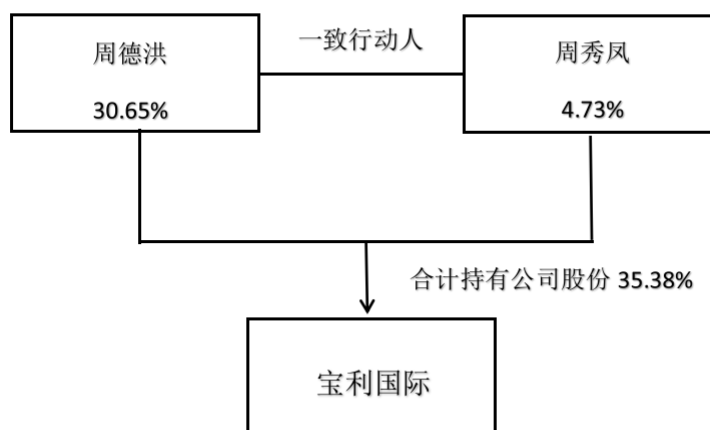 周德洪
30.65%
一致行动人
周秀凤
4.73%
合计持有公司股份 35.38%
宝利国际